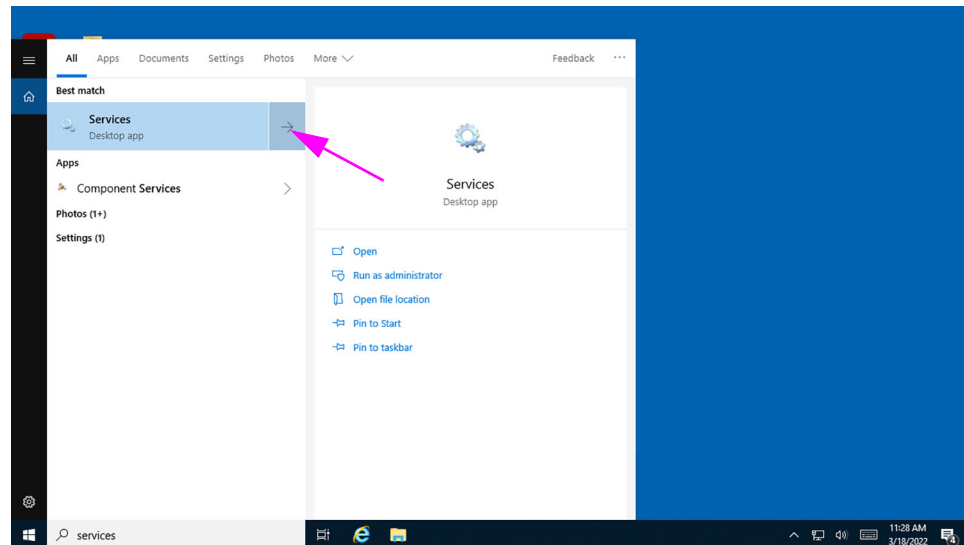 All Apps Documents Settings Photos More Feedback ...
Best match
Services
Desktop app
Apps
Component Services
Photos (1+)
Settings (1)
Services
Desktop app
Open
Run as administrator
Open file location
Pin to Start
Pin to taskbar
services
11:28 AM
3/18/2022
4